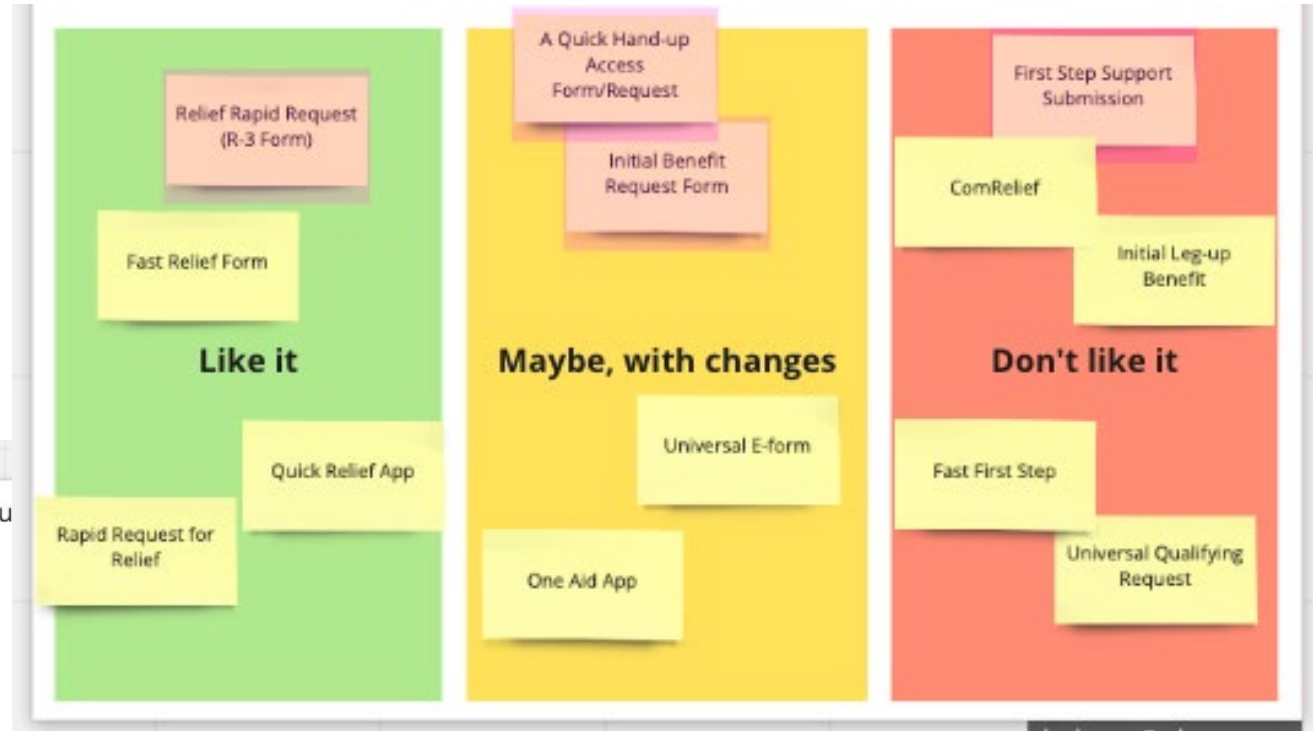 Relief Rapid Request
(R-3 Form)
Fast Relief Form
Like it
Quick Relief App
Rapid Request for
Relief
A Quick Hand-up
Access
Form/Request
Initial Benefit
Request Form
Maybe, with changes
Universal E-form
One Aid App
First Step Support
Submission
ComRelief
Initial Leg-up
Benefit
Don't like it
Fast First Step
Universal Qualifying
Request